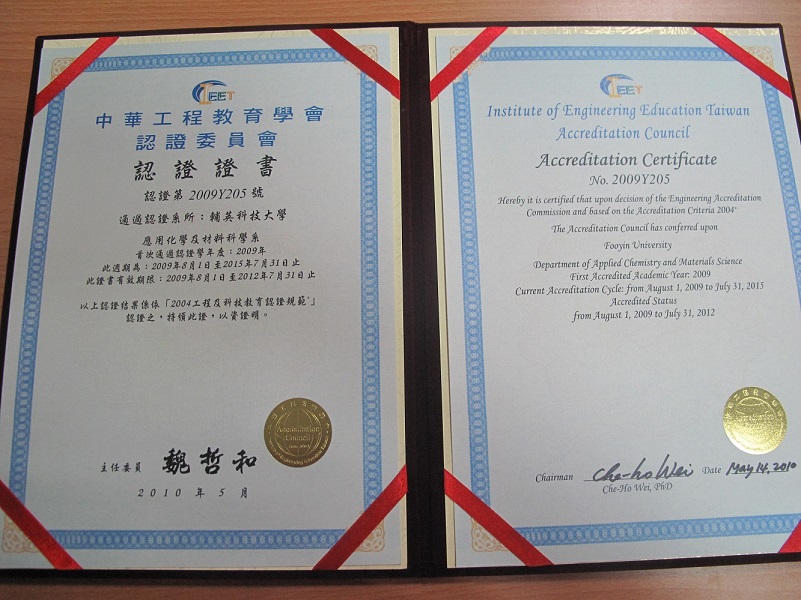 IEET
中華工程教育學會
認證委員會
認證證書
認證第 2009Y205 號
通過認證系所：輔英科技大學
應用化學及材料科學系
首次通過認證學年度：2009年
此週期為：2009年8月1日至2015年7月31日止
此證書有效期限：2009年8月1日至2012年7月31日止
以上認證結果係依「2004工程及科技教育認證規範」
認證之，特頒此證，以資證明。
Accreditation
Council
主任委員 魏哲和
2010 年 5 月
IEET
Institute of Engineering Education Taiwan
Accreditation Council
Accreditation Certificate
No. 2009Y205
Hereby it is certified that upon decision of the Engineering Accreditation
Commission and based on the Accreditation Criteria 2004+
The Accreditation Council has conferred upon
Fooyin University
Department of Applied Chemistry and Materials Science
First Accredited Academic Year: 2009
Current Accreditation Cycle: from August 1, 2009 to July 31, 2015
Accredited Status
from August 1, 2009 to July 31, 2012
Chairman Che-ho Wei Date May 14, 2010
Che-Ho Wei, PhD